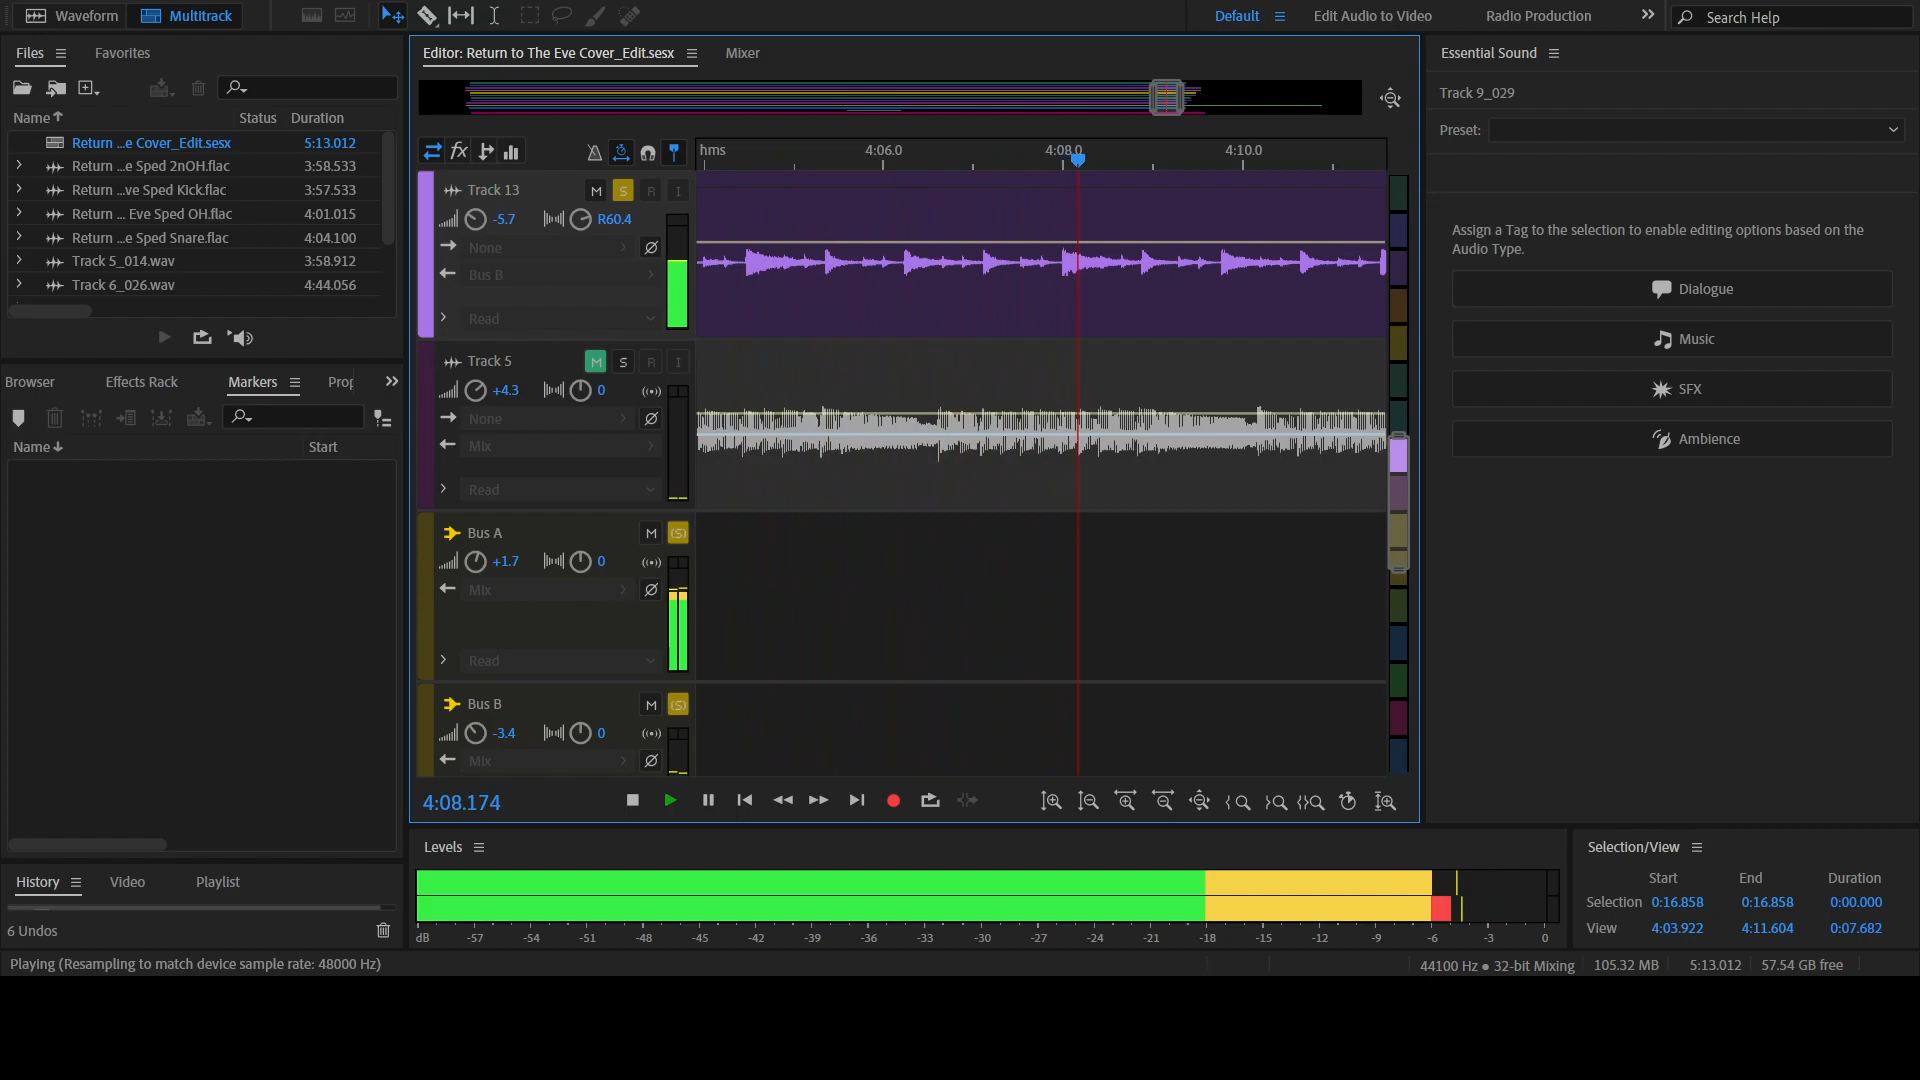 Waveform Multitrack Default Edit Audio to Video Radio Production Search Help
Files Favorites
Name Status Duration
Return ...e Cover_Edit.sesx 5:13.012
Return ...e Sped 2nOH.flac 3:58.533
Return ...ve Sped KIck.flac 3:57.533
Return ... Eve Sped OH.flac 4:01.015
Return ...e Sped Snare.flac 4:04.100
Track 5_014.wav 3:58.912
Track 6_026.wav 4:44.056
Browser Effects Rack Markers Prop
Name Start
History Video Playlist
6 Undos
Editor: Return to The Eve Cover_Edit.sesx Mixer
fx
hms 4:06.0 4:08.0 4:10.0
Track 13 M S R I
-5.7 R60.4
None
Bus B
Read
Track 5 M S R I
+4.3 0
None
Mix
Read
Bus A M (S)
+1.7 0
Mix
Read
Bus B M (S)
-3.4 0
Mix
4:08.174
Levels
dB -57 -54 -51 -48 -45 -42 -39 -36 -33 -30 -27 -24 -21 -18 -15 -12 -9 -6 -3 0
Essential Sound
Track 9_029
Preset:
Assign a Tag to the selection to enable editing options based on the
Audio Type.
Dialogue
Music
SFX
Ambience
Selection/View
Start End Duration
Selection 0:16.858 0:16.858 0:00.000
View 4:03.922 4:11.604 0:07.682
Playing (Resampling to match device sample rate: 48000 Hz) 44100 Hz ● 32-bit Mixing 105.32 MB 5:13.012 57.54 GB free